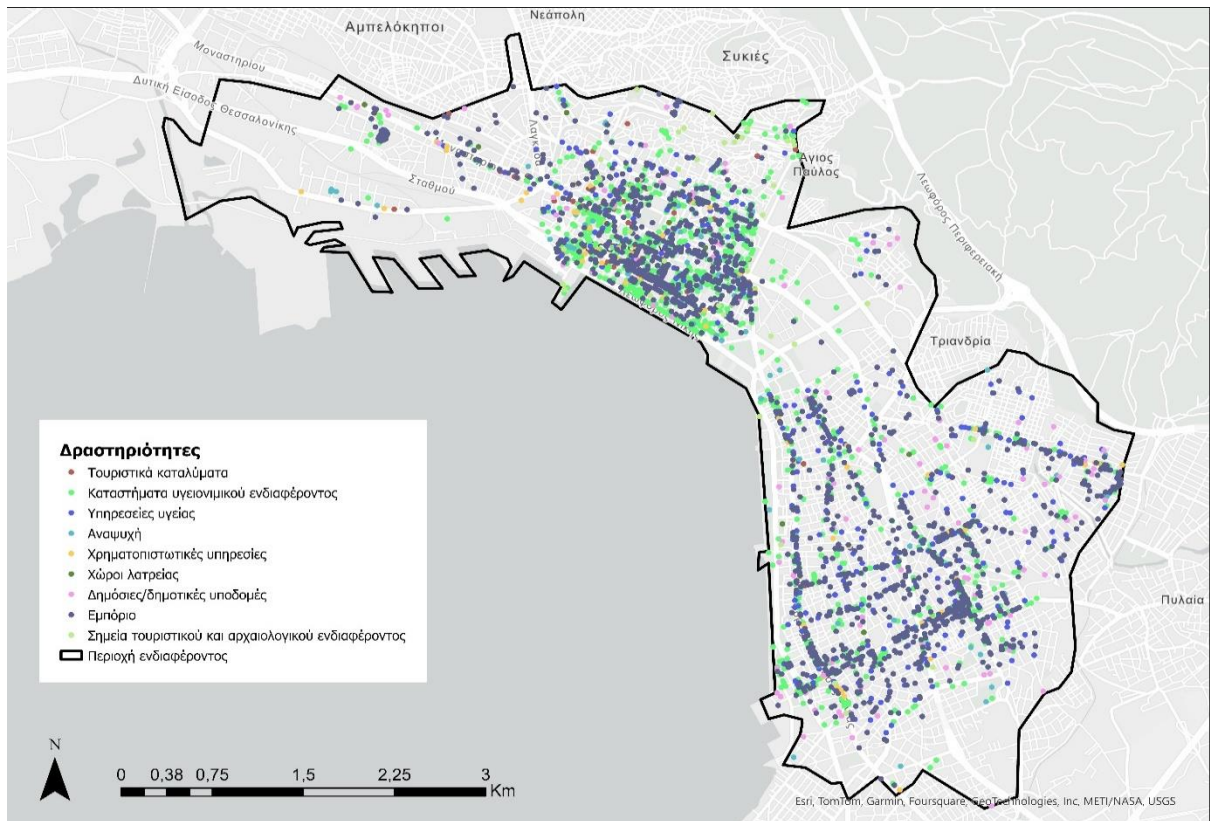 Νεάπολη
Αμπελόκηποι
Συκιές
Μοναστηρίου
Δυτική Είσοδος Θεσσαλονίκης
Λαγκαδά
Μοναστηρίου
Σταθμού
Άγιος
Παύλος
Λεωφόρος Περιφερειακή
Τριανδρία
Πυλαία
Δραστηριότητες
Τουριστικά καταλύματα
Καταστήματα υγειονιμικού ενδιαφέροντος
Υπηρεσείες υγείας
Αναψυχή
Χρηματοπιστωτικές υπηρεσίες
Χώροι λατρείας
Δημόσιες/δημοτικές υποδομές
Εμπόριο
Σημεία τουριστικού και αρχαιολογικού ενδιαφέροντος
Περιοχή ενδιαφέροντος
N
0 0,38 0,75 1,5 2,25 3
Km
Esri, TomTom, Garmin, Foursquare, GeoTechnologies, Inc, METI/NASA, USGS